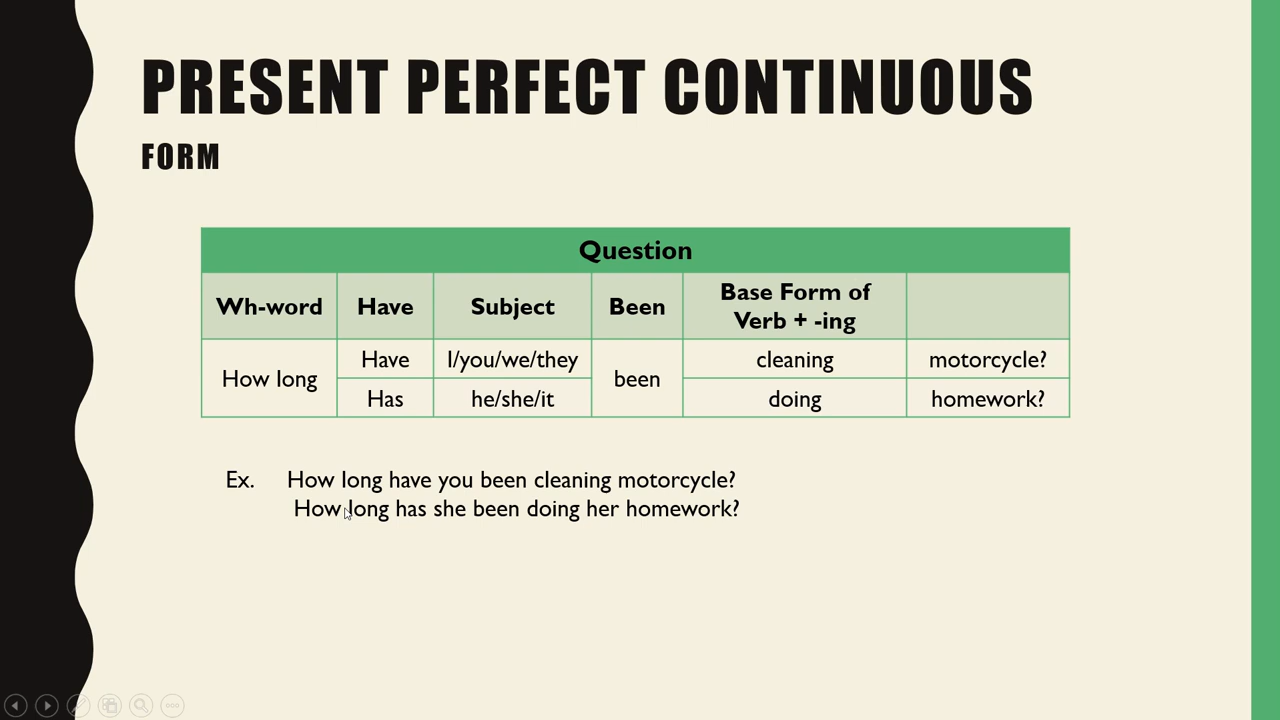 PRESENT PERFECT CONTINUOUS
FORM
Question
Wh-word Have Subject Been Base Form of Verb + -ing
How long Have I/you/we/they been cleaning motorcycle?
Has he/she/it doing homework?
Ex. How long have you been cleaning motorcycle?
How long has she been doing her homework?